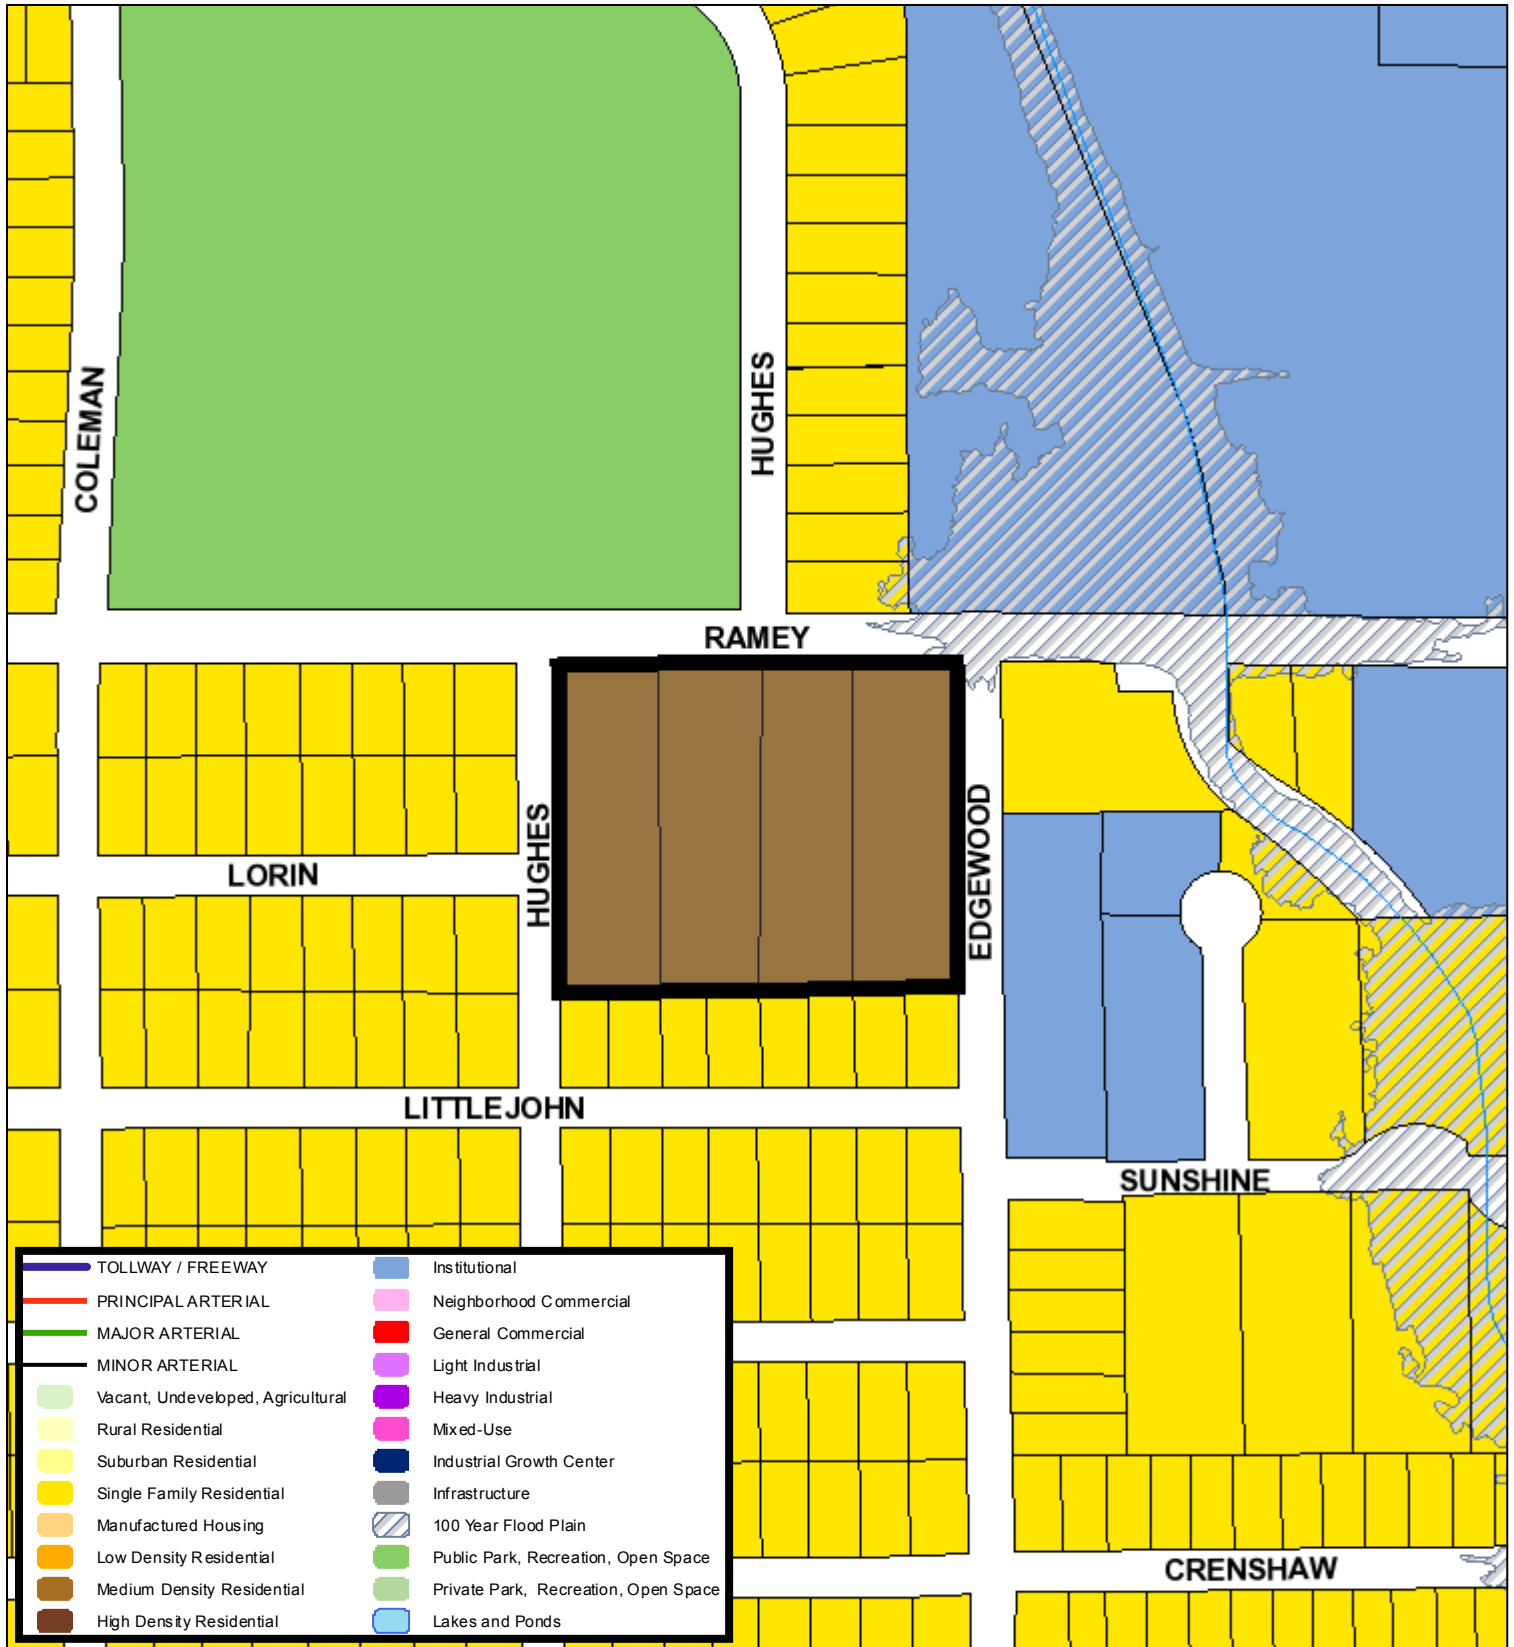 COLEMAN
HUGHES
RAMEY
HUGHES
EDGEWOOD
LORIN
LITTLEJOHN
SUNSHINE
CRENSHAW
TOLLWAY / FREEWAY
PRINCIPAL ARTERIAL
MAJOR ARTERIAL
MINOR ARTERIAL
Vacant, Undeveloped, Agricultural
Rural Residential
Suburban Residential
Single Family Residential
Manufactured Housing
Low Density Residential
Medium Density Residential
High Density Residential
Institutional
Neighborhood Commercial
General Commercial
Light Industrial
Heavy Industrial
Mixed-Use
Industrial Growth Center
Infrastructure
100 Year Flood Plain
Public Park, Recreation, Open Space
Private Park, Recreation, Open Space
Lakes and Ponds